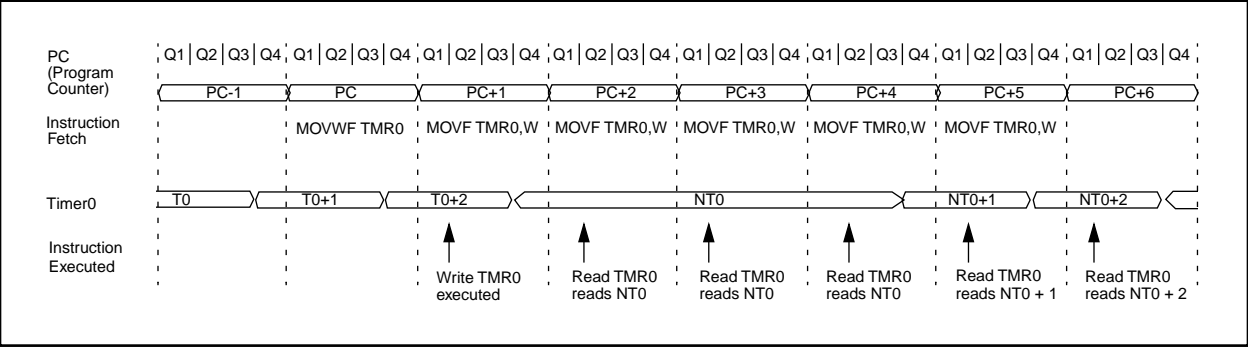 PC
(Program
Counter)
Q1 Q2 Q3 Q4 Q1 Q2 Q3 Q4 Q1 Q2 Q3 Q4 Q1 Q2 Q3 Q4 Q1 Q2 Q3 Q4 Q1 Q2 Q3 Q4 Q1 Q2 Q3 Q4 Q1 Q2 Q3 Q4
PC-1 PC PC+1 PC+2 PC+3 PC+4 PC+5 PC+6
Instruction
Fetch
MOVWF TMR0 MOVF TMR0,W MOVF TMR0,W MOVF TMR0,W MOVF TMR0,W MOVF TMR0,W
Timer0
T0 T0+1 T0+2 NT0 NT0+1 NT0+2
Instruction
Executed
Write TMR0
executed
Read TMR0
reads NT0
Read TMR0
reads NT0
Read TMR0
reads NT0
Read TMR0
reads NT0 + 1
Read TMR0
reads NT0 + 2